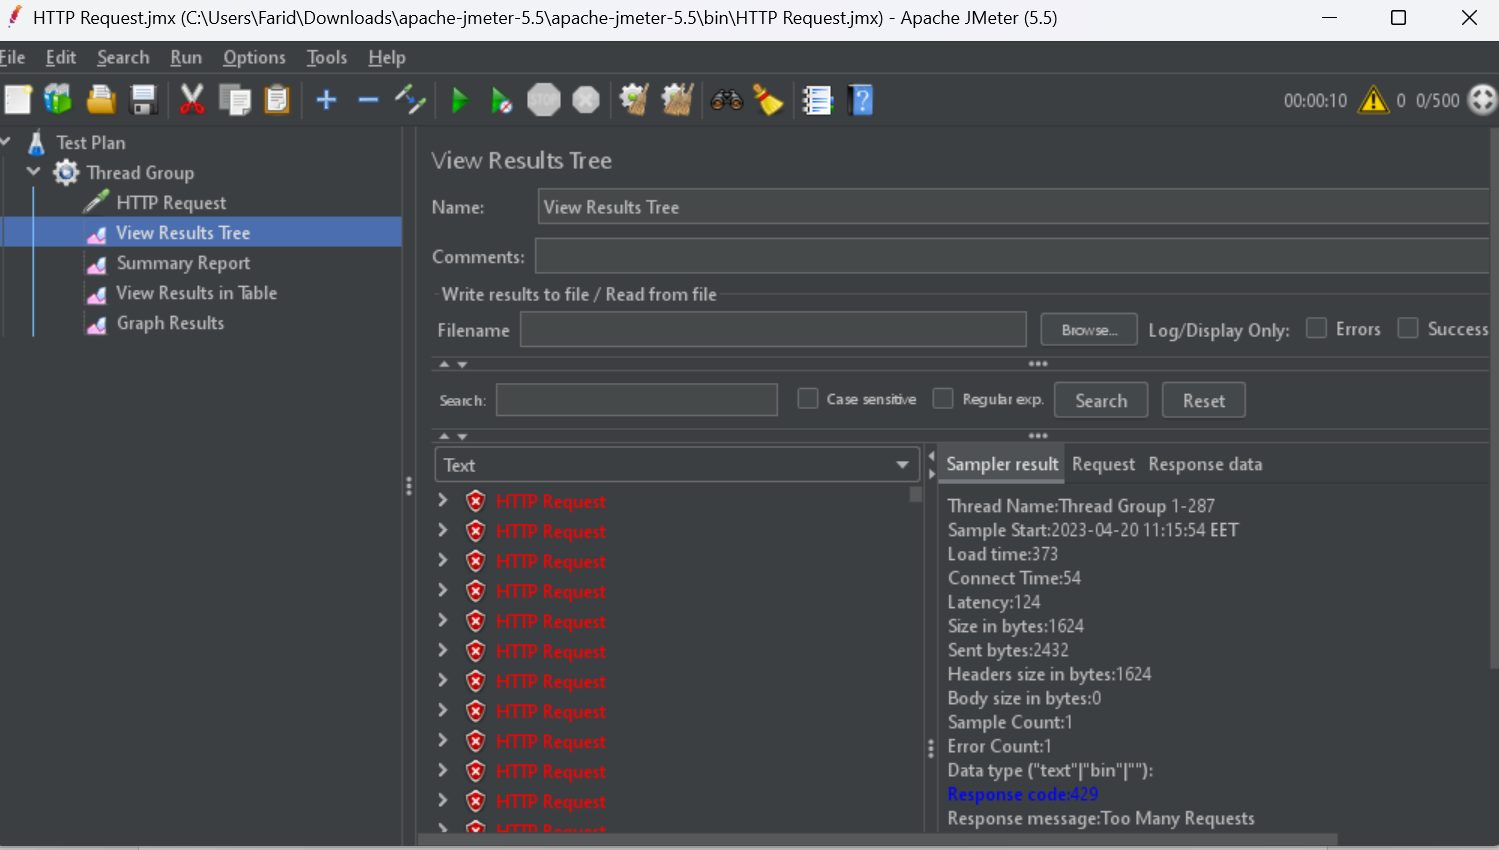 HTTP Request.jmx (C:\Users\Farid\Downloads\apache-jmeter-5.5\apache-jmeter-5.5\bin\HTTP Request.jmx) - Apache JMeter (5.5)
File Edit Search Run Options Tools Help
STOP
00:00:10 0 0/500
Test Plan
Thread Group
HTTP Request
View Results Tree
Summary Report
View Results in Table
Graph Results
View Results Tree
Name: View Results Tree
Comments:
Write results to file / Read from file
Filename Browse... Log/Display Only: Errors Success
Search: Case sensitive Regular exp. Search Reset
Text
HTTP Request
HTTP Request
HTTP Request
HTTP Request
HTTP Request
HTTP Request
HTTP Request
HTTP Request
HTTP Request
HTTP Request
HTTP Request
HTTP Request
Sampler result Request Response data
Thread Name:Thread Group 1-287
Sample Start:2023-04-20 11:15:54 EET
Load time:373
Connect Time:54
Latency:124
Size in bytes:1624
Sent bytes:2432
Headers size in bytes:1624
Body size in bytes:0
Sample Count:1
Error Count:1
Data type ("text"|"bin"|""):
Response code:429
Response message:Too Many Requests